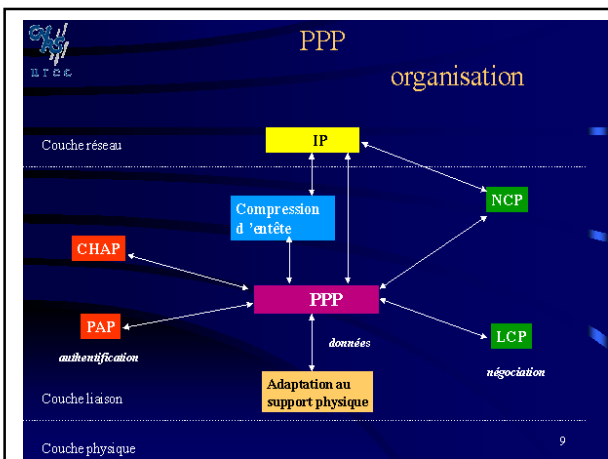 PPP
organisation
urec
Couche réseau
IP
NCP
Compression
d 'entête
CHAP
PPP
PAP
LCP
données
authentification
négociation
Adaptation au
support physique
Couche liaison
Couche physique
9